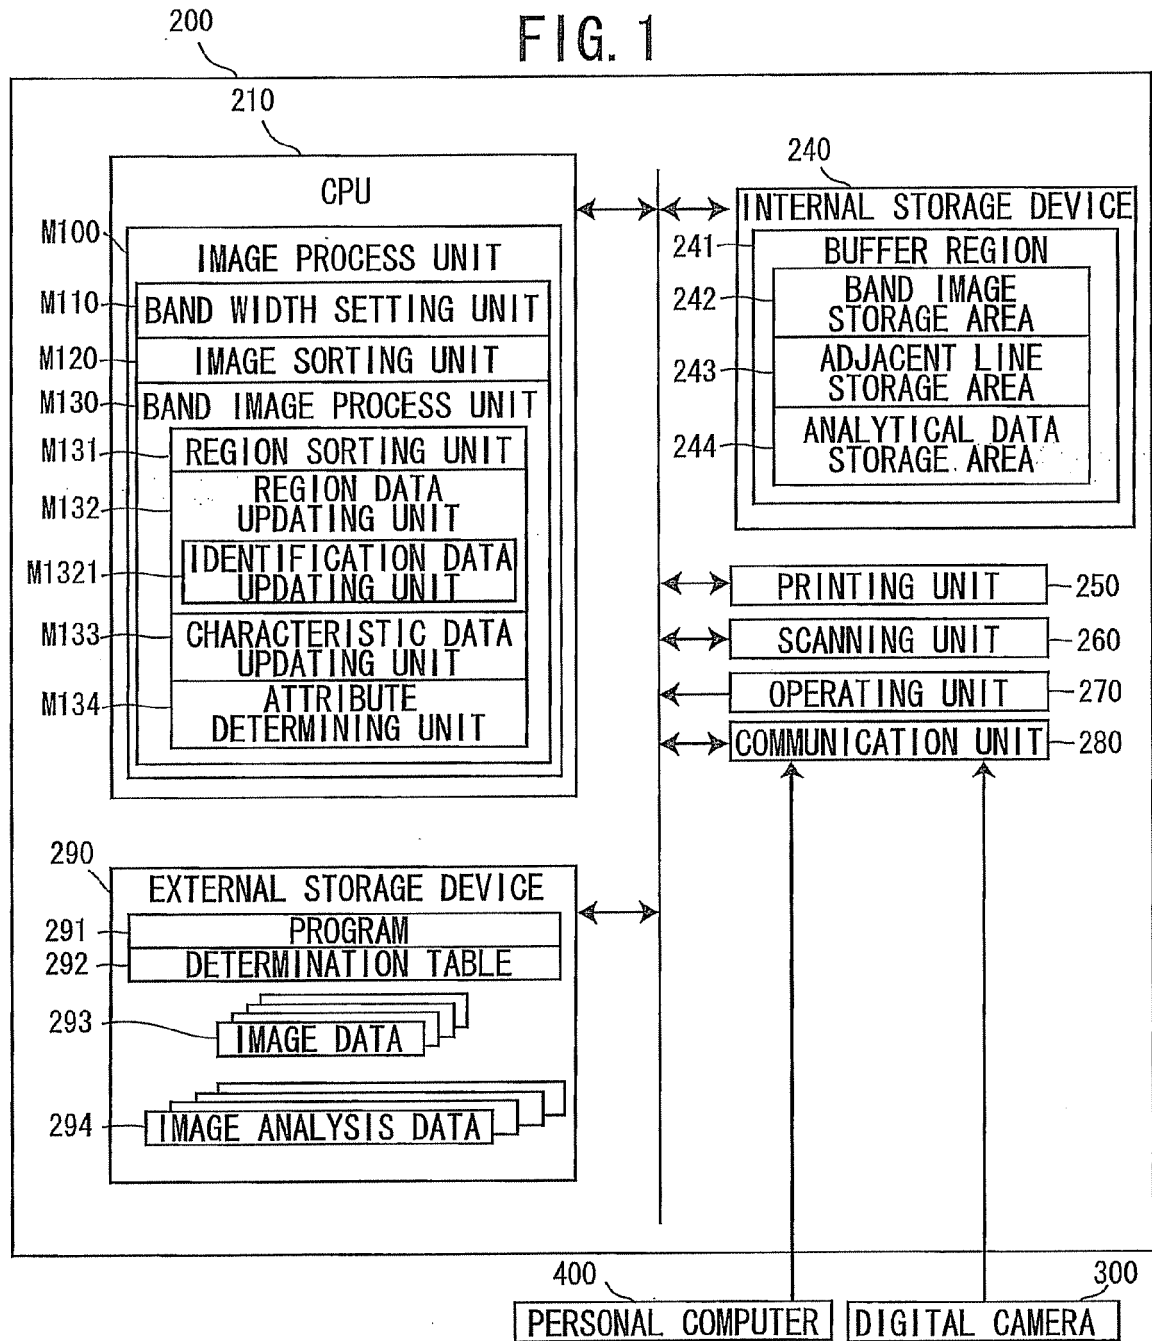 FIG. 1
200
210
CPU
M100
IMAGE PROCESS UNIT
M110
BAND WIDTH SETTING UNIT
M120
IMAGE SORTING UNIT
M130
BAND IMAGE PROCESS UNIT
M131
REGION SORTING UNIT
M132
REGION DATA
UPDATING UNIT
M1321
IDENTIFICATION DATA
UPDATING UNIT
M133
CHARACTERISTIC DATA
UPDATING UNIT
M134
ATTRIBUTE
DETERMINING UNIT
240
INTERNAL STORAGE DEVICE
241
BUFFER REGION
242
BAND IMAGE
STORAGE AREA
243
ADJACENT LINE
STORAGE AREA
244
ANALYTICAL DATA
STORAGE AREA
PRINTING UNIT
250
SCANNING UNIT
260
OPERATING UNIT
270
COMMUNICATION UNIT
280
290
EXTERNAL STORAGE DEVICE
291
PROGRAM
292
DETERMINATION TABLE
293
IMAGE DATA
294
IMAGE ANALYSIS DATA
400
PERSONAL COMPUTER
300
DIGITAL CAMERA